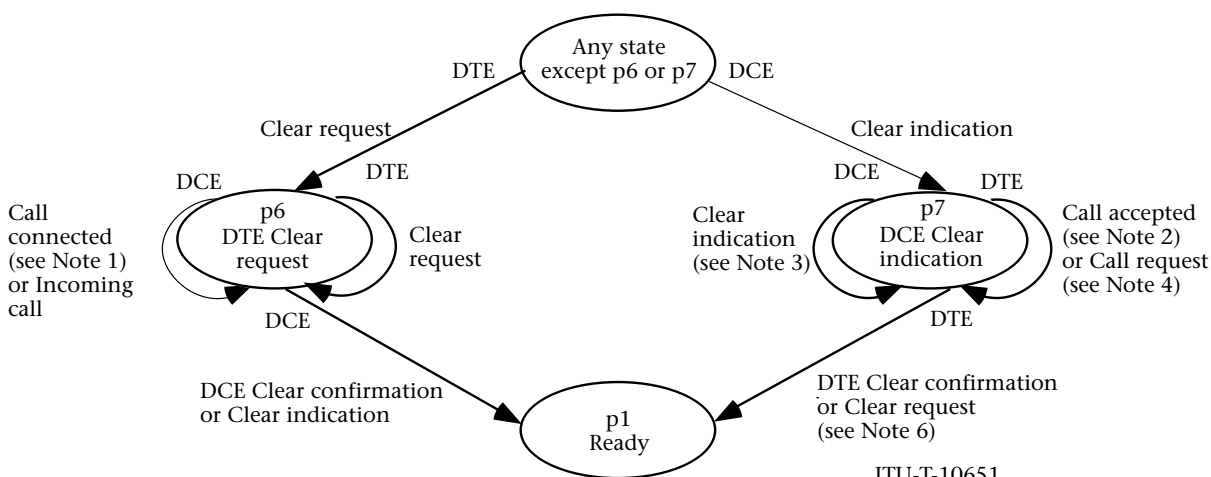 Any state
except p6 or p7
DTE
DCE
Clear request
Clear indication
DCE
DTE
DCE
DTE
Call
connected
(see Note 1)
or Incoming
call
p6
DTE Clear
request
Clear
request
Clear
indication
(see Note 3)
p7
DCE Clear
indication
Call accepted
(see Note 2)
or Call request
(see Note 4)
DCE
DTE
DCE Clear confirmation
or Clear indication
DTE Clear confirmation
or Clear request
(see Note 6)
p1
Ready
ITU-T-10651